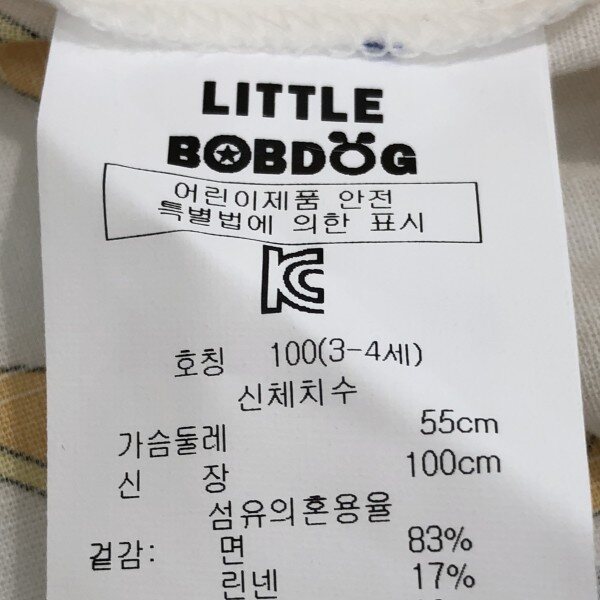 LITTLE
BOBDOG
어린이제품 안전
특별법에 의한 표시
KC
호칭 100(3-4세)
신체치수
가슴둘레 55cm
신 장 100cm
섬유의혼용율
겉감: 면 83%
린넨 17%